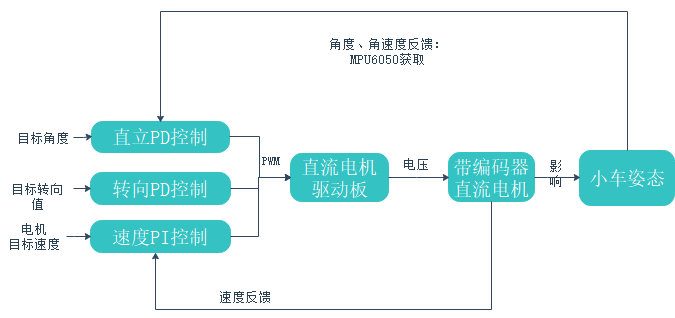 角度、角速度反馈：
MPU6050获取
目标角度
直立PD控制
PWM
直流电机
驱动板
电压
带编码器
直流电机
影
响
小车姿态
目标转向
值
转向PD控制
电机
目标速度
速度PI控制
速度反馈